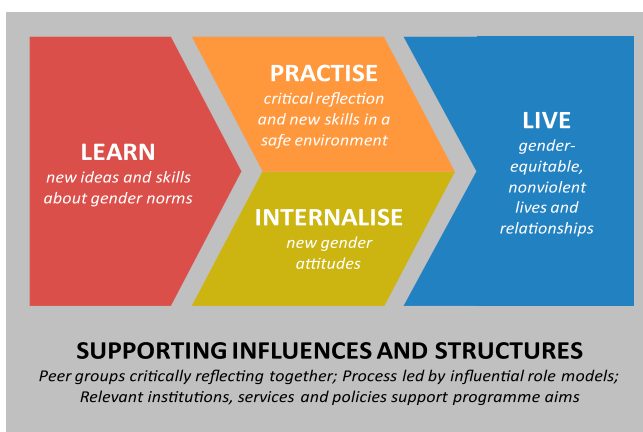 LEARN
new ideas and skills
about gender norms
PRACTISE
critical reflection
and new skills in a
safe environment
INTERNALISE
new gender
attitudes
LIVE
gender-
equitable,
nonviolent
lives and
relationships
SUPPORTING INFLUENCES AND STRUCTURES
Peer groups critically reflecting together; Process led by influential role models;
Relevant institutions, services and policies support programme aims